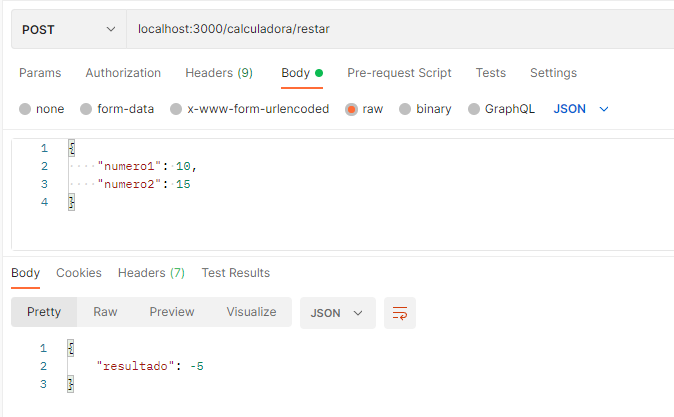 POST localhost:3000/calculadora/restar
Params Authorization Headers (9) Body Pre-request Script Tests Settings
none form-data x-www-form-urlencoded raw binary GraphQL JSON
1 {
2 "numero1": 10,
3 "numero2": 15
4 }
Body Cookies Headers (7) Test Results
Pretty Raw Preview Visualize JSON
1 {
2 "resultado": -5
3 }